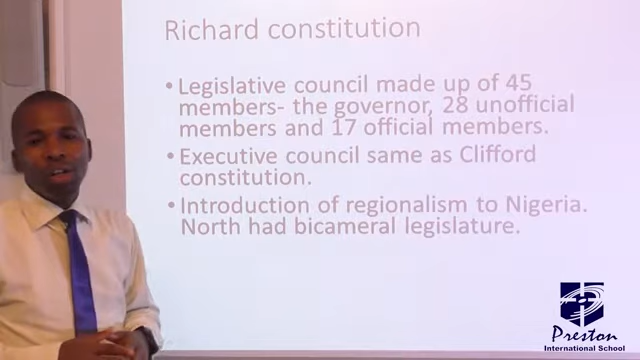 Richard constitution
• Legislative council made up of 45
members- the governor, 28 unofficial
members and 17 official members.
• Executive council same as Clifford
constitution.
• Introduction of regionalism to Nigeria.
North had bicameral legislature.
Preston
International School